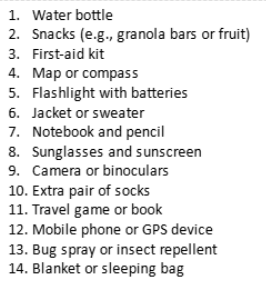 1. Water bottle
2. Snacks (e.g., granola bars or fruit)
3. First-aid kit
4. Map or compass
5. Flashlight with batteries
6. Jacket or sweater
7. Notebook and pencil
8. Sunglasses and sunscreen
9. Camera or binoculars
10. Extra pair of socks
11. Travel game or book
12. Mobile phone or GPS device
13. Bug spray or insect repellent
14. Blanket or sleeping bag